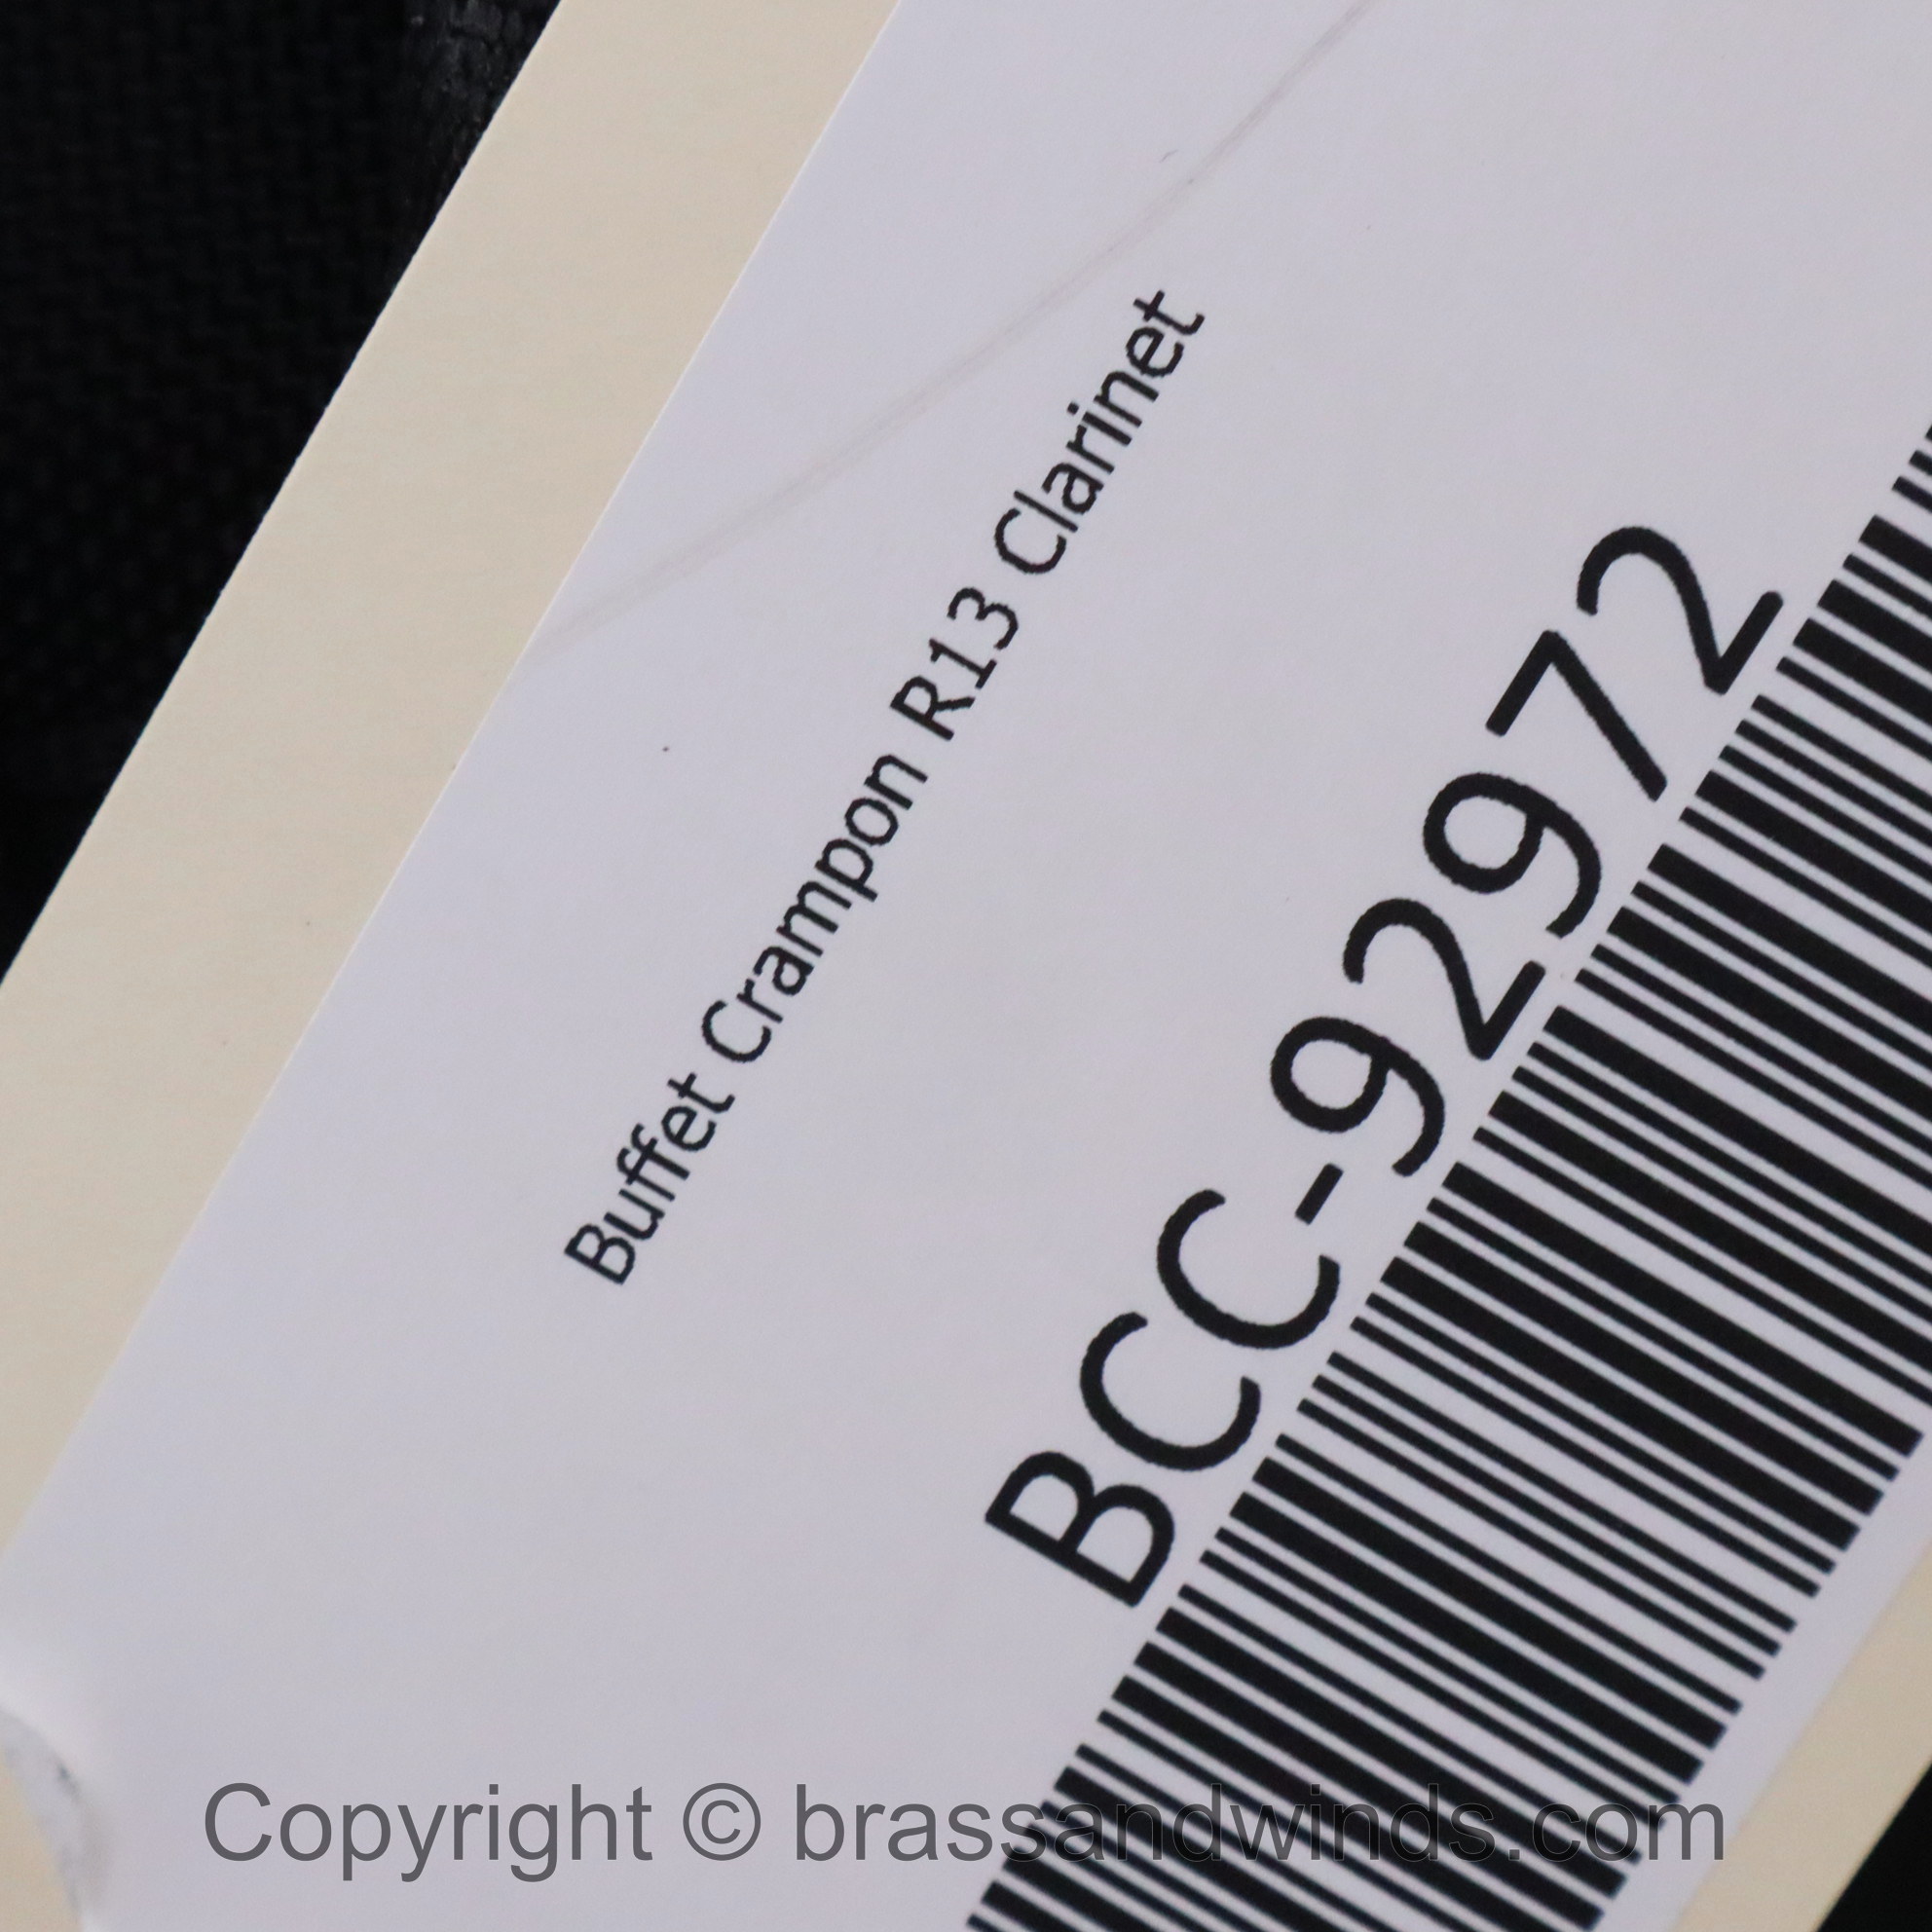 Buffet Crampon R13 Clarinet
BCC-92972
Copyright © brassandwinds.com